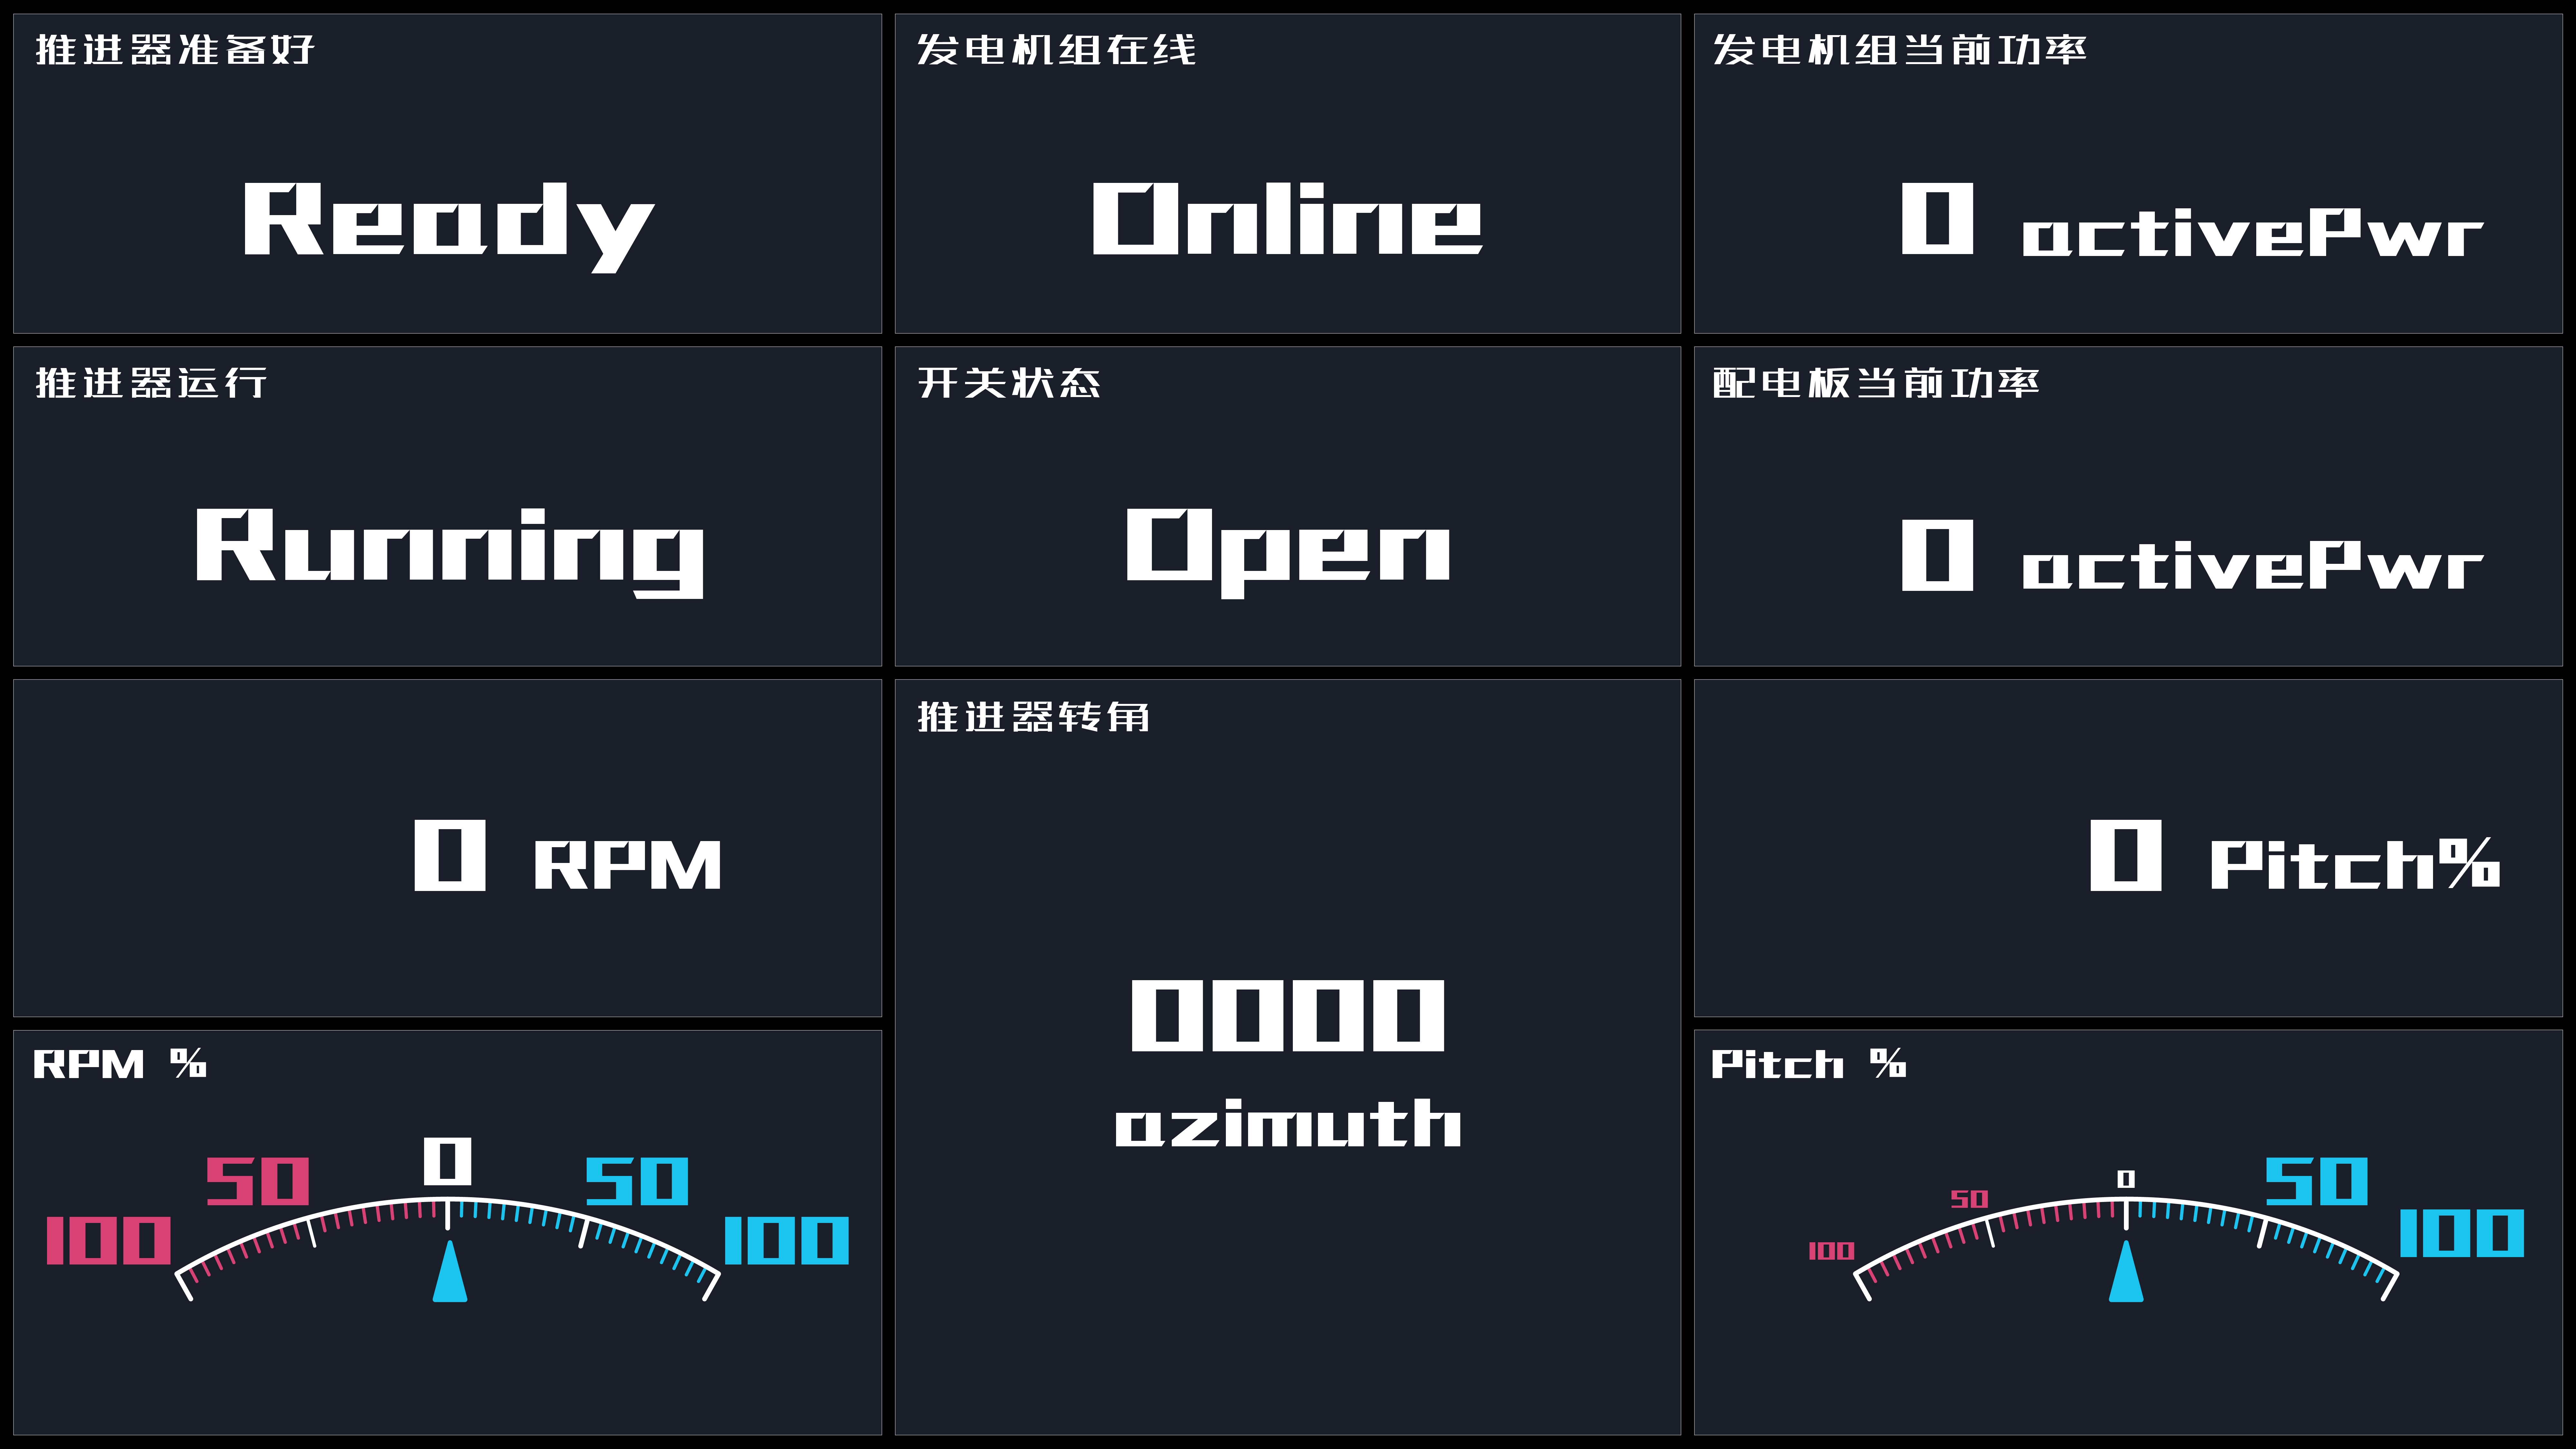 推进器准备好
Ready
发电机组在线
Online
发电机组当前功率
0 activePwr
推进器运行
Running
开关状态
Open
配电板当前功率
0 activePwr
0 RPM
推进器转角
0000
azimuth
0 Pitch%
RPM %
100 50 0 50 100
Pitch %
100 50 0 50 100